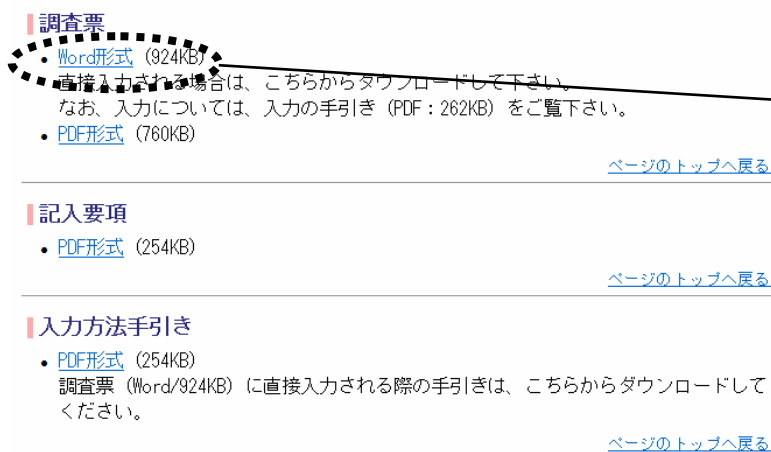 調査票
• Word形式 (924KB)
直接入力される場合は、こちらからダウンロードして下さい。
なお、入力については、入力の手引き (PDF：262KB) をご覧下さい。
• PDF形式 (760KB)
ページのトップへ戻る
記入要項
• PDF形式 (254KB)
ページのトップへ戻る
入力方法手引き
• PDF形式 (254KB)
調査票 (Word/924KB) に直接入力される際の手引きは、こちらからダウンロードして
ください。
ページのトップへ戻る